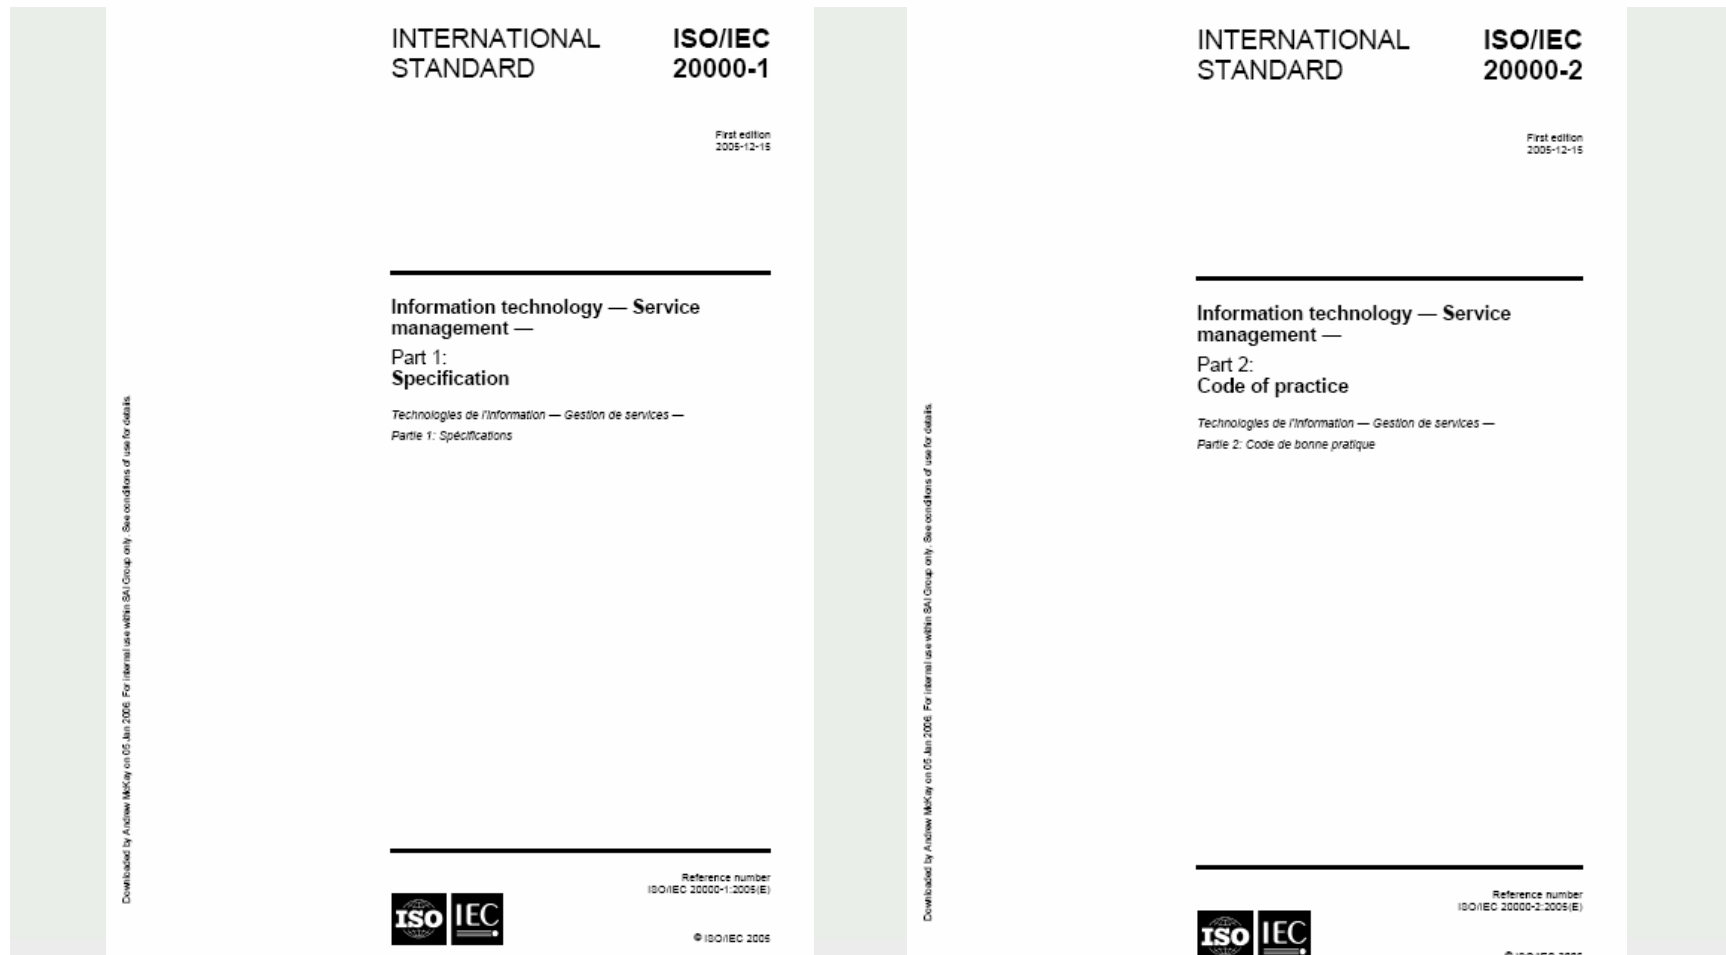 INTERNATIONAL
STANDARD
ISO/IEC
20000-1
First edition
2005-12-15
Information technology — Service
management —
Part 1:
Specification
Technologies de l'information — Gestion de services —
Partie 1: Spécifications
Downloaded by Andrew McKay on 05 Jan 2006. For internal use within SAI Group only. See conditions of use for details.
Reference number
ISO/IEC 20000-1:2005(E)
ISO IEC
© ISO/IEC 2005
INTERNATIONAL
STANDARD
ISO/IEC
20000-2
First edition
2005-12-15
Information technology — Service
management —
Part 2:
Code of practice
Technologies de l'information — Gestion de services —
Partie 2: Code de bonne pratique
Downloaded by Andrew McKay on 05 Jan 2006. For internal use within SAI Group only. See conditions of use for details.
Reference number
ISO/IEC 20000-2:2005(E)
ISO IEC
© ISO/IEC 2005